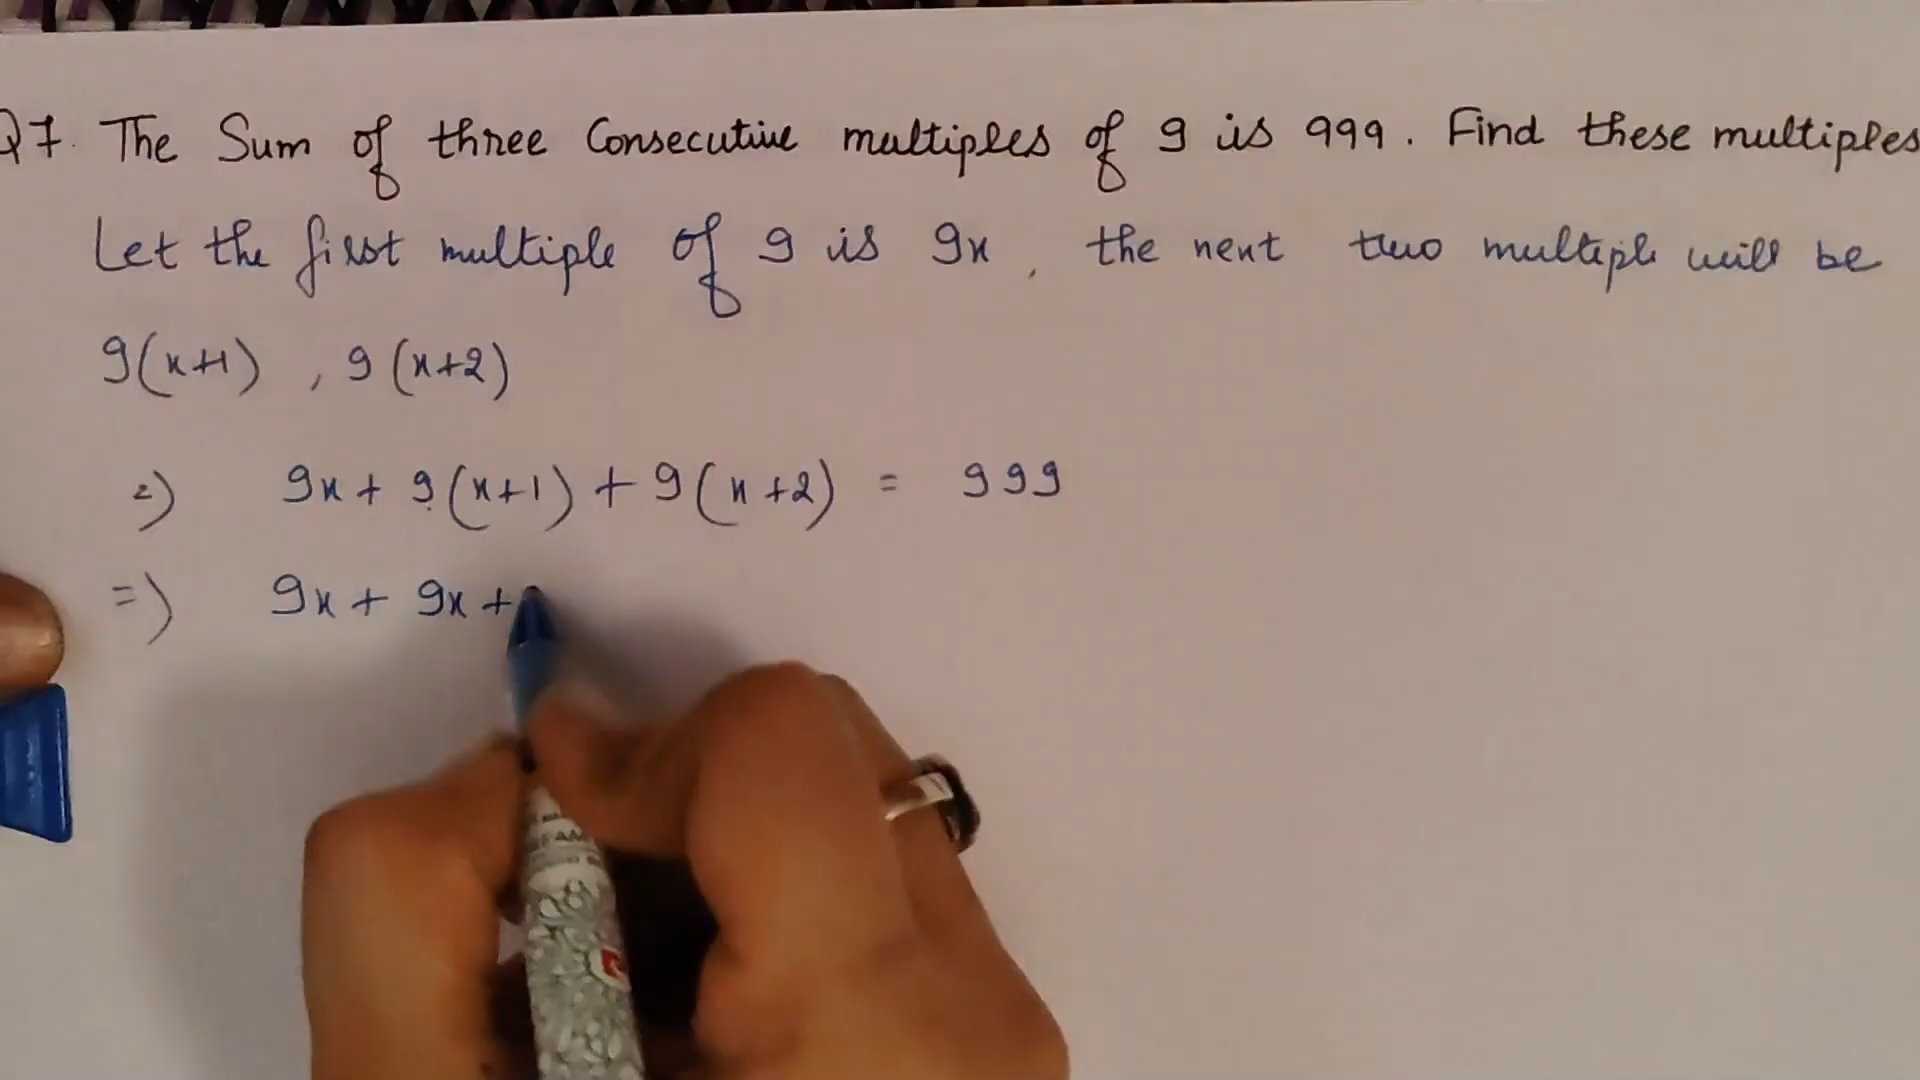 Q7. The Sum of three Consecutive multiples of 9 is 999. Find these multiples
Let the first multiple of 9 is 9x, the next two multiple will be
9(x+1), 9(x+2)
=) 9x + 9(x+1) + 9(x+2) = 999
=) 9x + 9x +